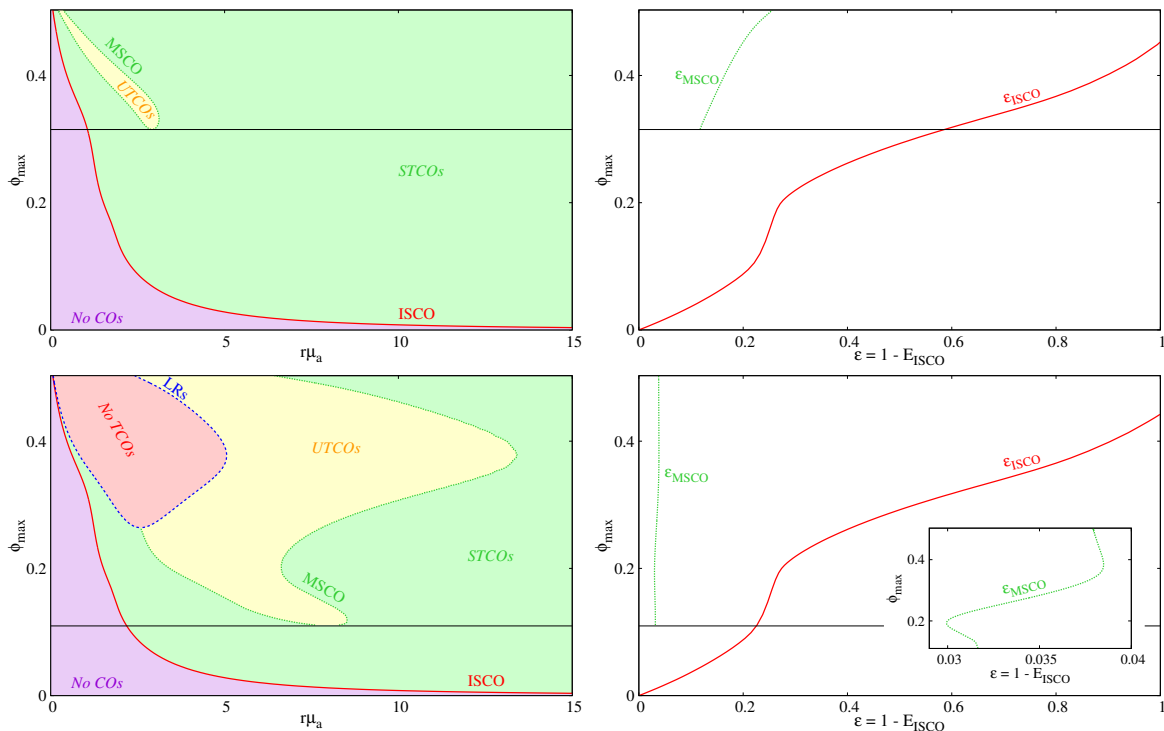 0.4
0.2
0
ϕmax
MSCO
UTCOs
STCOs
No COs
ISCO
0
5
10
15
rμa
0.4
0.2
0
ϕmax
εMSCO
εISCO
0.2
0.4
0.6
0.8
1
ε = 1 - EISCO
0.4
0.2
0
ϕmax
LRs
No TCOs
UTCOs
STCOs
MSCO
No COs
ISCO
0
5
10
15
rμa
0.4
0.2
0
ϕmax
εMSCO
εISCO
0.4
0.2
ϕmax
εMSCO
0.03
0.035
0.04
ε = 1 - EISCO
0.2
0.4
0.6
0.8
1
ε = 1 - EISCO